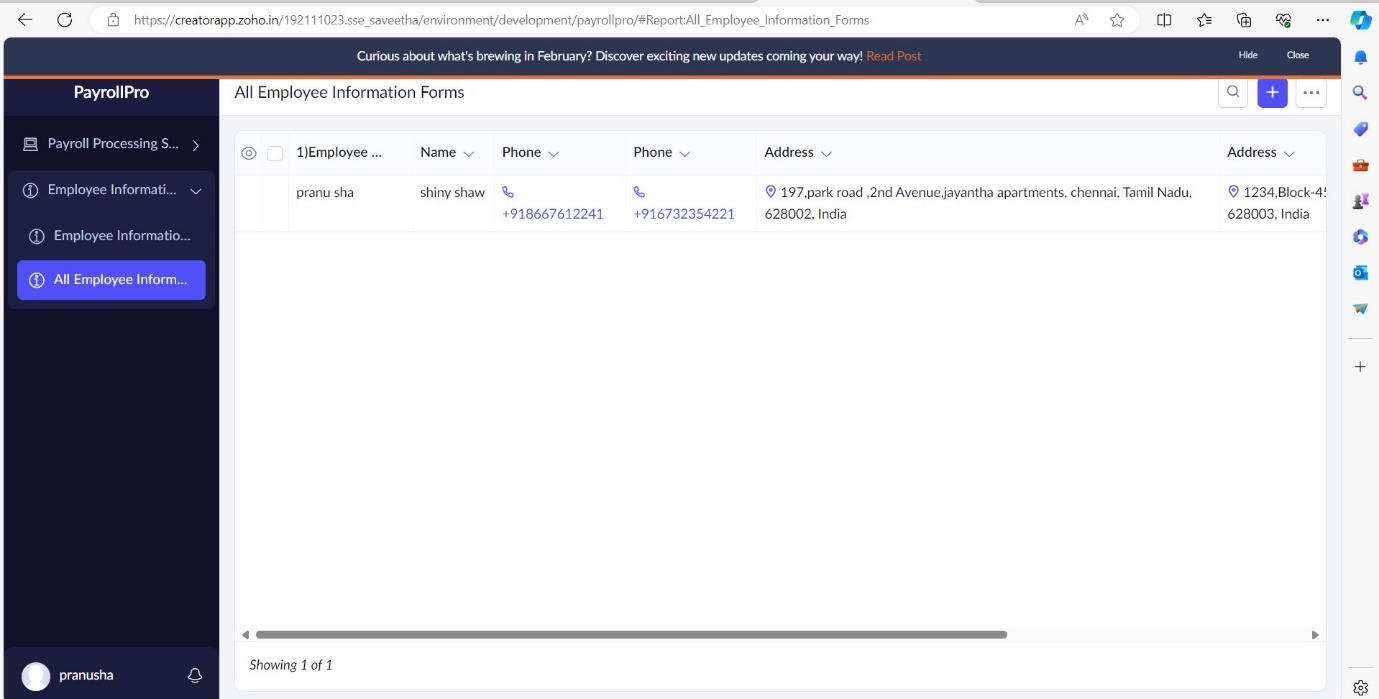 https://creatorapp.zoho.in/192111023.sse_saveetha/environment/development/payrollpro/#Report:All_Employee_Information_Forms
Curious about what's brewing in February? Discover exciting new updates coming your way! Read Post
Hide
Close
PayrollPro
Payroll Processing S...
Employee Informati...
Employee Informatio...
All Employee Inform...
pranusha
All Employee Information Forms
1)Employee ... Name Phone Phone Address Address
pranu sha shiny shaw +918667612241 +916732354221 197,park road ,2nd Avenue,jayantha apartments, chennai, Tamil Nadu, 1234,Block-45
628002, India 628003, India
Showing 1 of 1